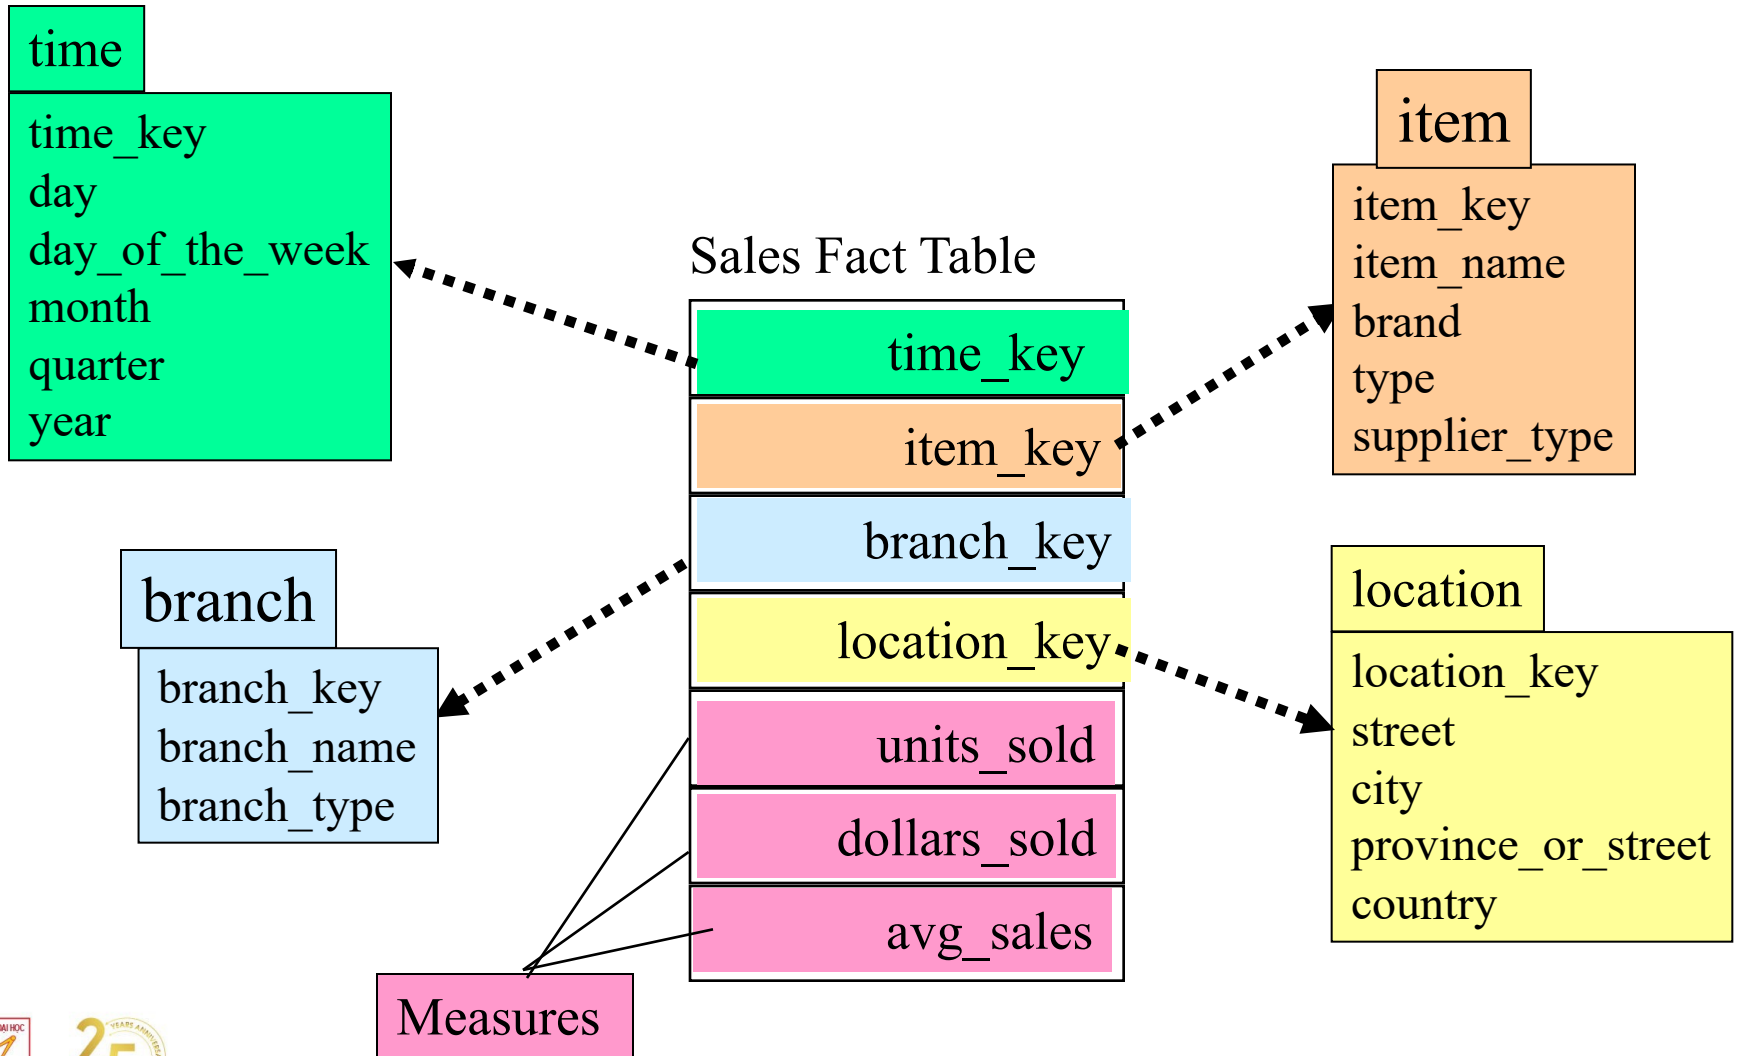 time
time_key
day
day_of_the_week
month
quarter
year
item
item_key
item_name
brand
type
supplier_type
Sales Fact Table
time_key
item_key
branch_key
location_key
units_sold
dollars_sold
avg_sales
branch
branch_key
branch_name
branch_type
location
location_key
street
city
province_or_street
country
Measures
25